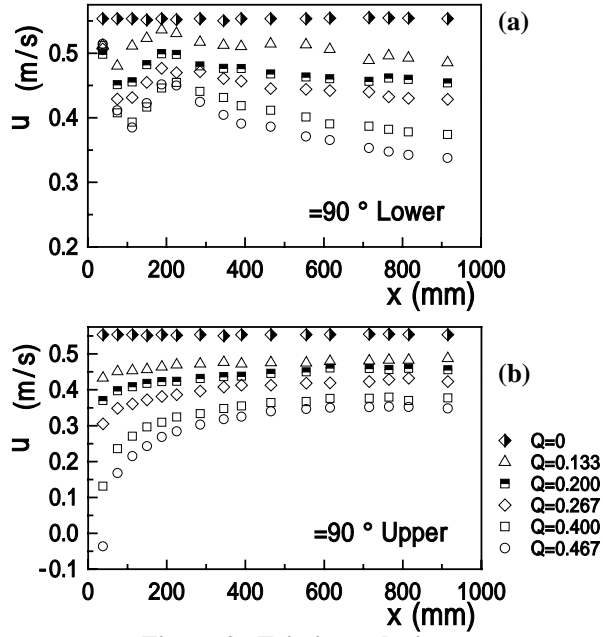 (a)
u (m/s)
0.5
0.4
0.3
0.2
=90 ° Lower
0 200 400 600 800 1000
x (mm)
(b)
u (m/s)
0.5
0.4
0.3
0.2
0.1
0.0
-0.1
=90 ° Upper
0 200 400 600 800 1000
x (mm)
Q=0
Q=0.133
Q=0.200
Q=0.267
Q=0.400
Q=0.467